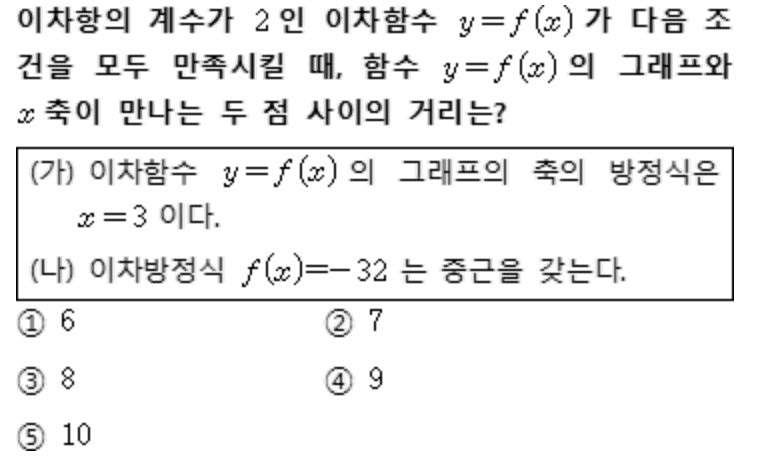 이차항의 계수가 2인 이차함수 y=f(x)가 다음 조
건을 모두 만족시킬 때, 함수 y=f(x)의 그래프와
x축이 만나는 두 점 사이의 거리는?
(가) 이차함수 y=f(x)의 그래프의 축의 방정식은
x=3이다.
(나) 이차방정식 f(x)=-32는 중근을 갖는다.
① 6 ② 7
③ 8 ④ 9
⑤ 10